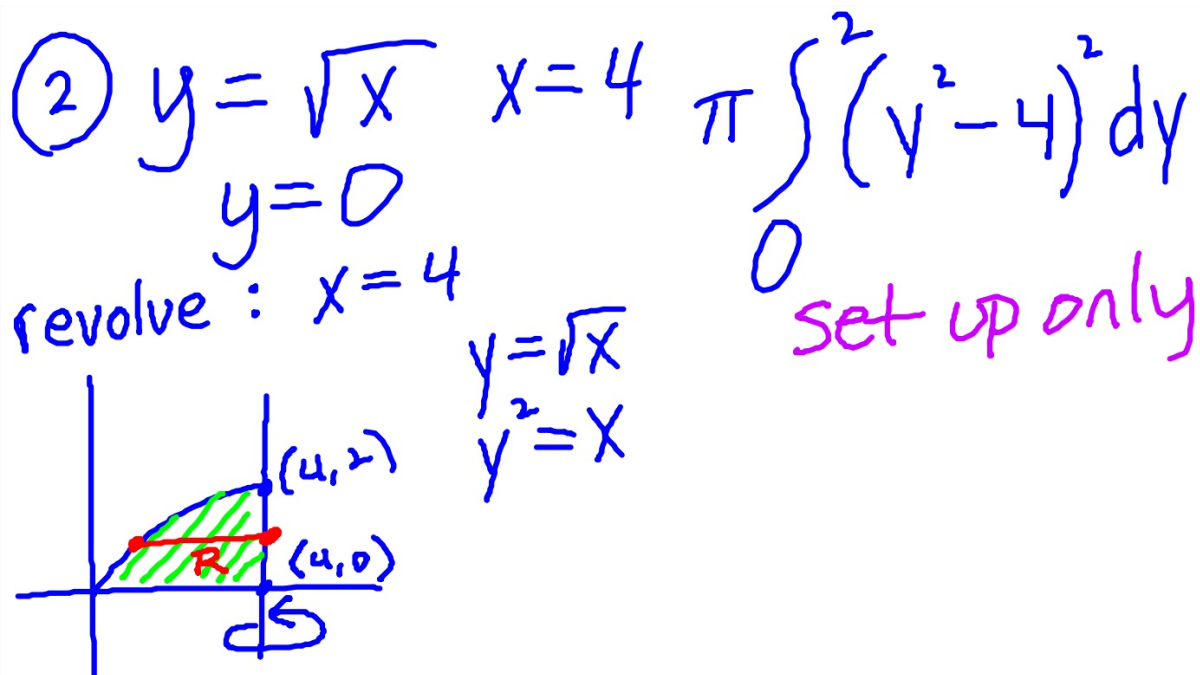 ② y = √x   x = 4
y = 0
revolve : x = 4
π ∫₀² (y² − 4)² dy
set up only
y = √x
y² = x
(4, 2)
R
(4, 0)